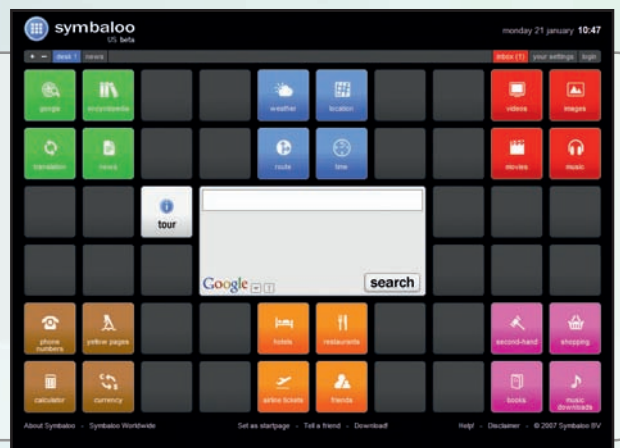 symbaloo
US beta
monday 21 january 10:47
+ - desk 1 news
inbox (1) your settings login
google encyclopedia weather location videos images
translation news route time movies music
tour
Google search
phone numbers yellow pages hotels restaurants second-hand shopping
calculator currency airline tickets friends books music downloads
About Symbaloo - Symbaloo Worldwide Set as startpage - Tell a friend - Download! Help! - Disclaimer - © 2007 Symbaloo BV